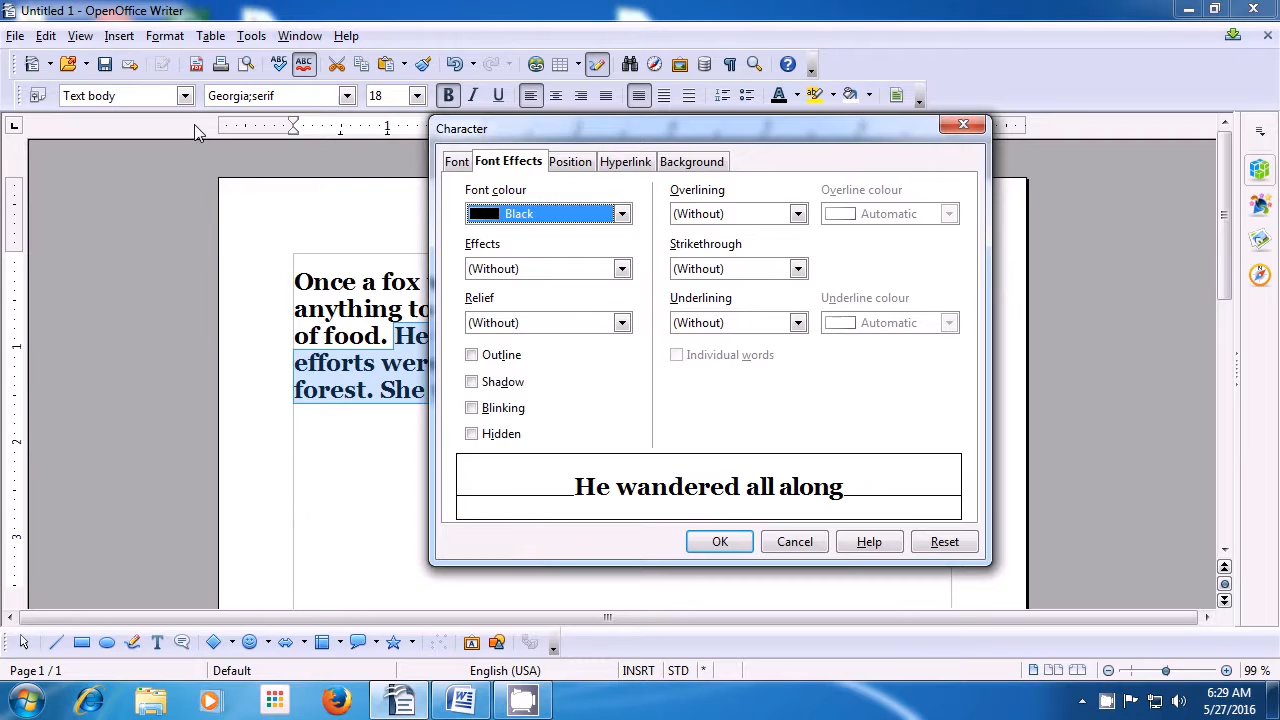 Untitled 1 - OpenOffice Writer
File Edit View Insert Format Table Tools Window Help
Text body Georgia;serif 18
1
Character
Font Font Effects Position Hyperlink Background
Font colour Overlining Overline colour
Black (Without) Automatic
Effects Strikethrough
(Without) (Without)
Relief Underlining Underline colour
(Without) (Without) Automatic
Outline Individual words
Shadow
Blinking
Hidden
He wandered all along
OK Cancel Help Reset
Once a fox
anything to
of food. He
efforts were
forest. She
1
2
3
Page 1 / 1 Default English (USA) INSRT STD * 99 %
6:29 AM
5/27/2016